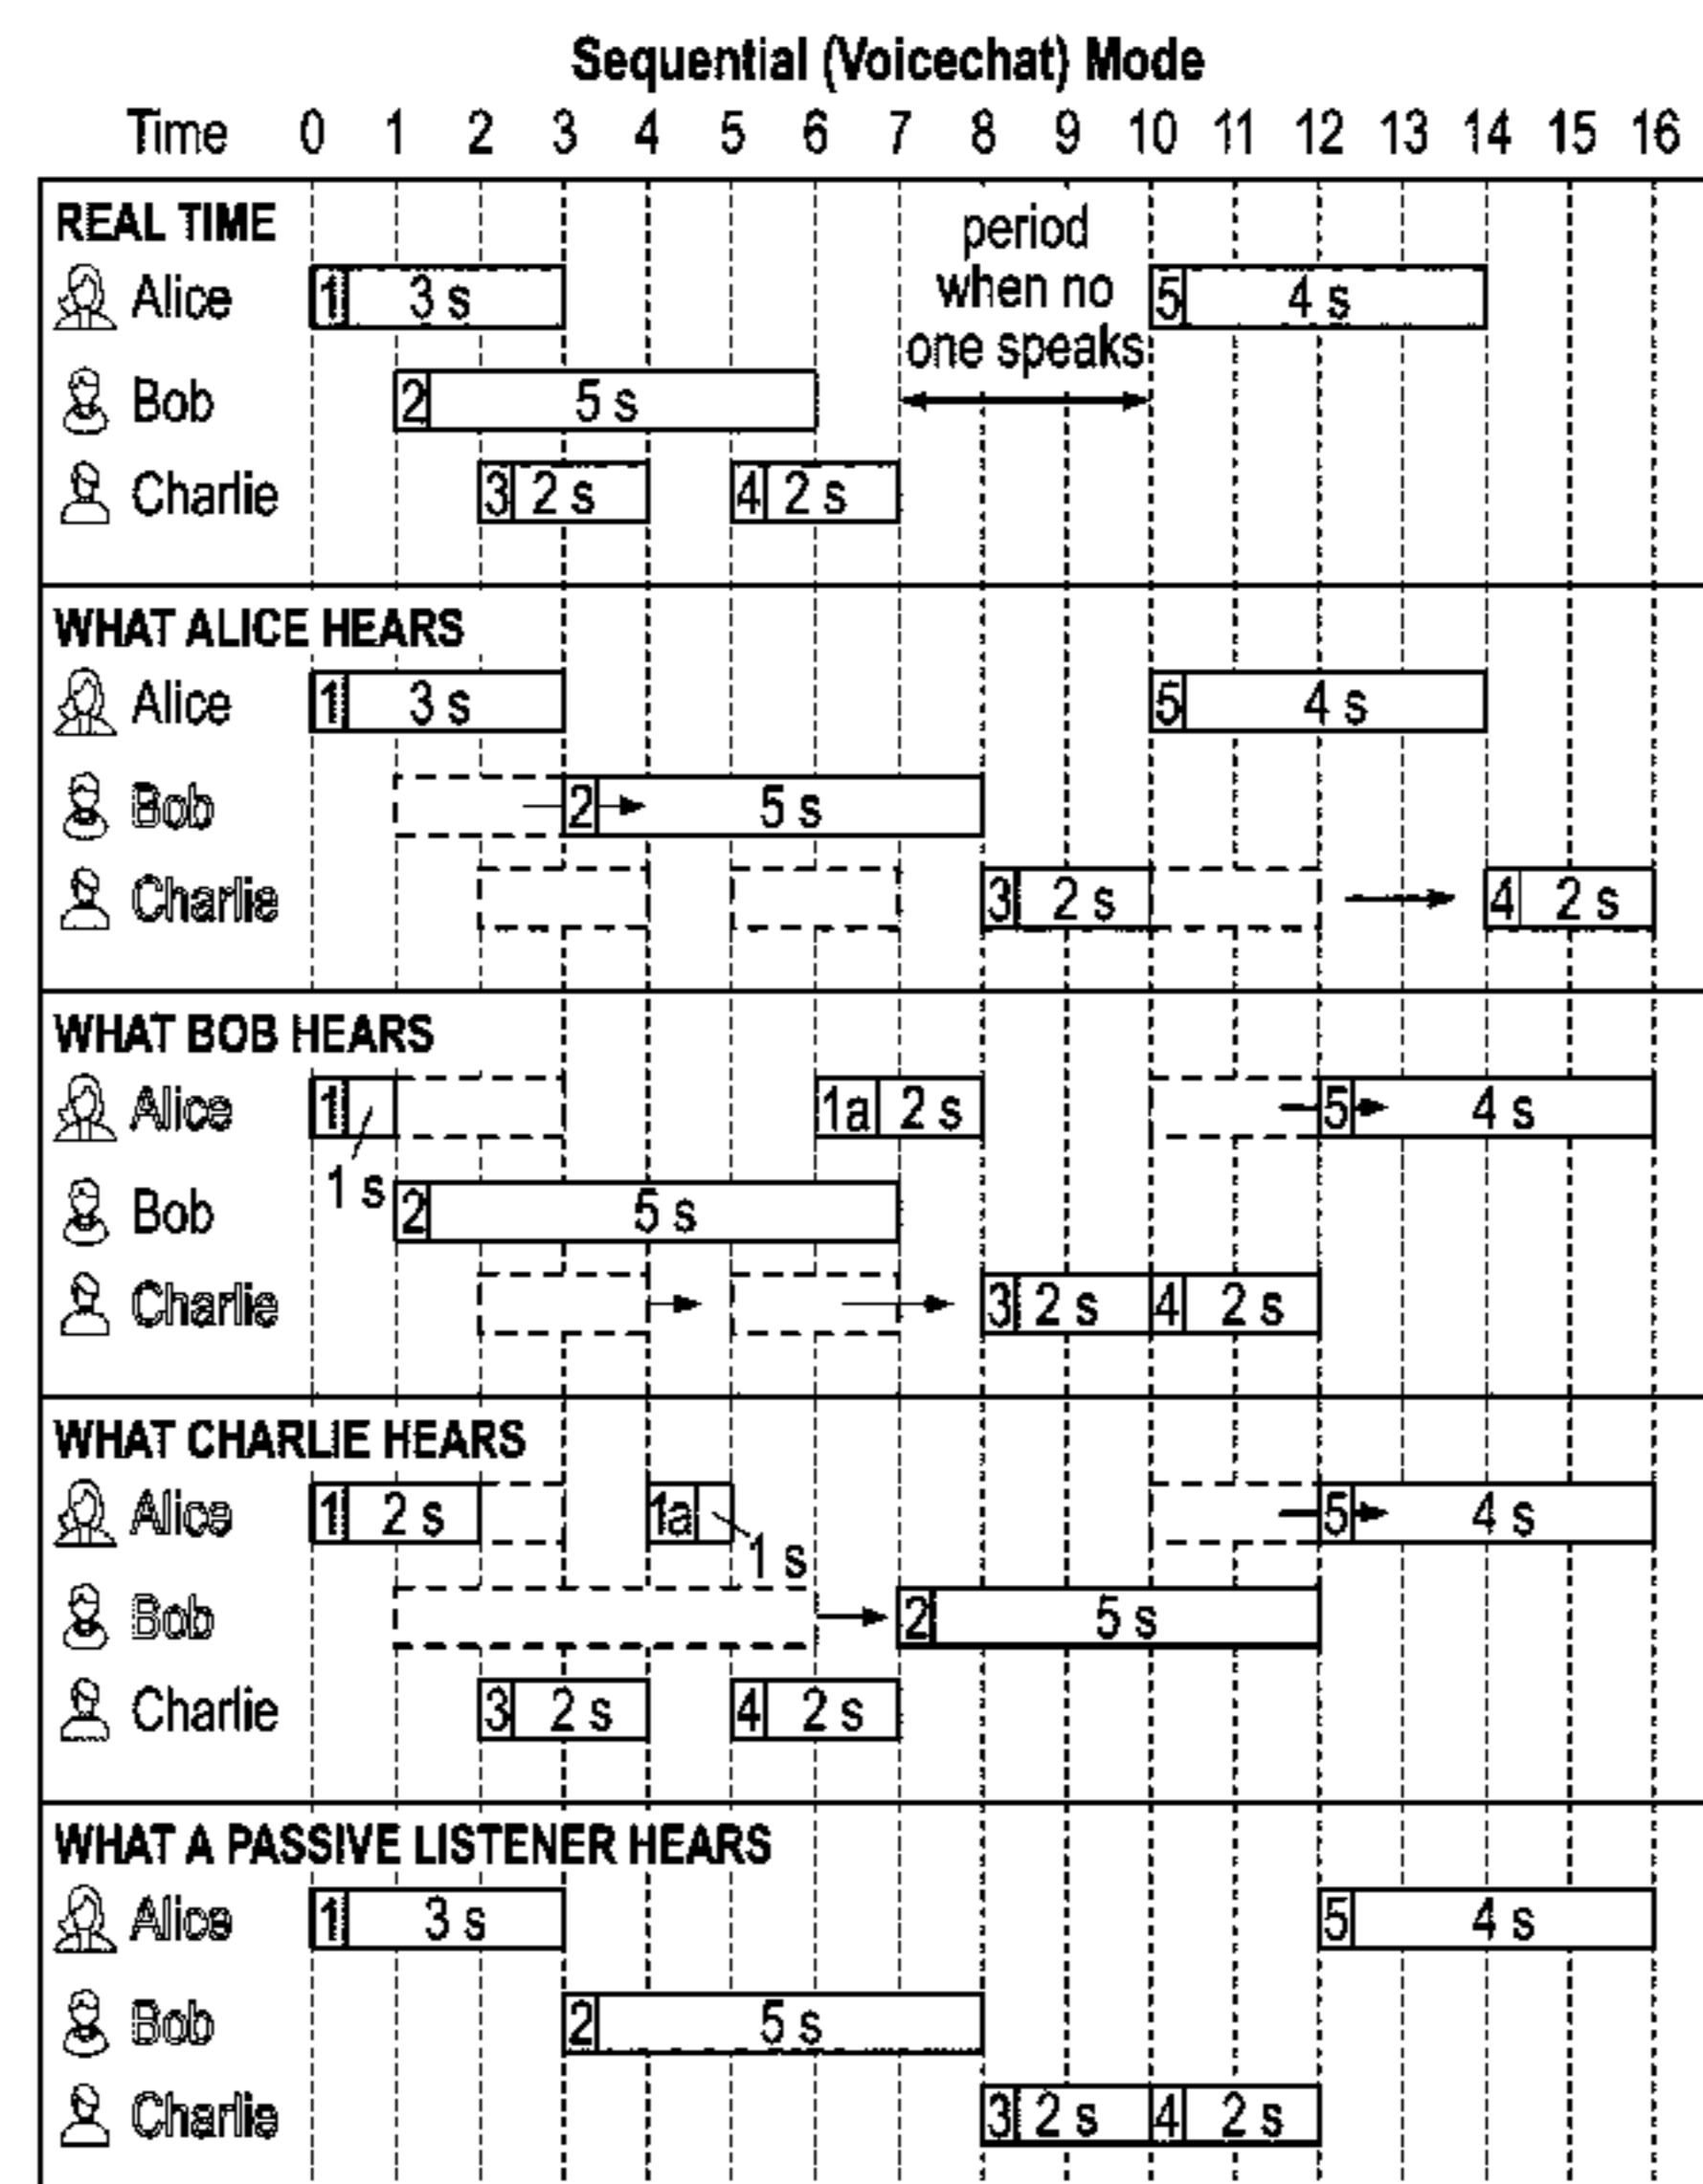 Sequential (Voicechat) Mode
Time 0 1 2 3 4 5 6 7 8 9 10 11 12 13 14 15 16
REAL TIME
period
when no
one speaks
Alice 1 3 s 5 4 s
Bob 2 5 s
Charlie 3 2 s 4 2 s
WHAT ALICE HEARS
Alice 1 3 s 5 4 s
Bob 2 5 s
Charlie 3 2 s 4 2 s
WHAT BOB HEARS
Alice 1 1a 2 s 5 4 s
1 s
Bob 2 5 s
Charlie 3 2 s 4 2 s
WHAT CHARLIE HEARS
Alice 1 2 s 1a 5 4 s
1 s
Bob 2 5 s
Charlie 3 2 s 4 2 s
WHAT A PASSIVE LISTENER HEARS
Alice 1 3 s 5 4 s
Bob 2 5 s
Charlie 3 2 s 4 2 s